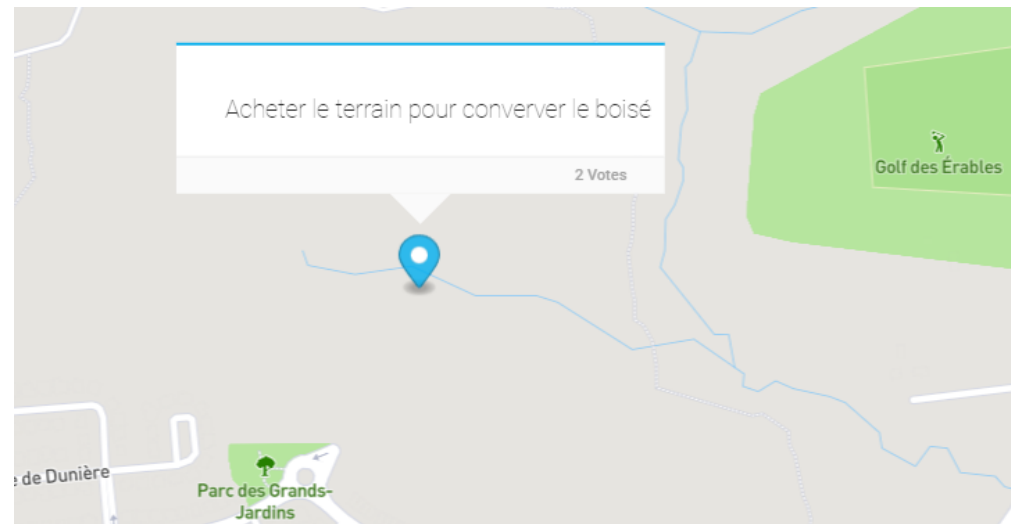 Acheter le terrain pour converver le boisé
2 Votes
Golf des Érables
e de Dunière
Parc des Grands-
Jardins